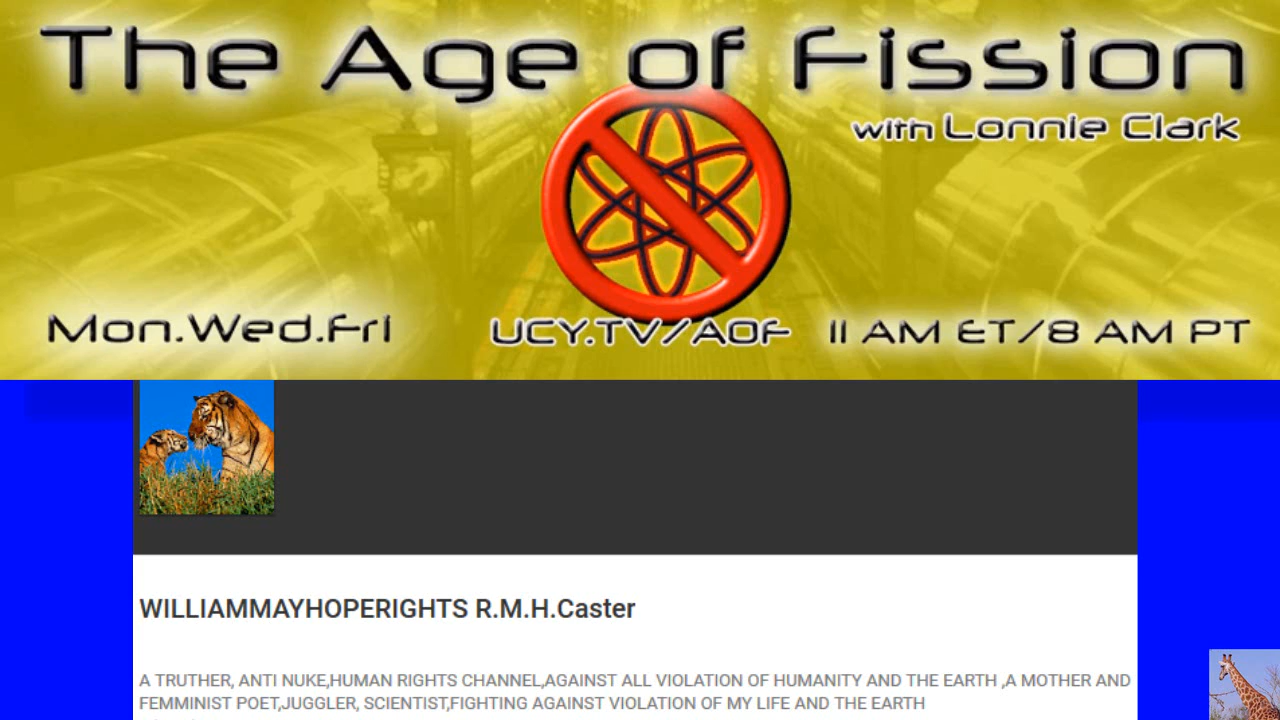 The Age of Fission
with Lonnie Clark
Mon.Wed.Fri UCY.TV/AOF 11 AM ET/8 AM PT
WILLIAMMAYHOPERIGHTS R.M.H.Caster
A TRUTHER, ANTI NUKE,HUMAN RIGHTS CHANNEL,AGAINST ALL VIOLATION OF HUMANITY AND THE EARTH ,A MOTHER AND
FEMMINIST POET,JUGGLER, SCIENTIST,FIGHTING AGAINST VIOLATION OF MY LIFE AND THE EARTH